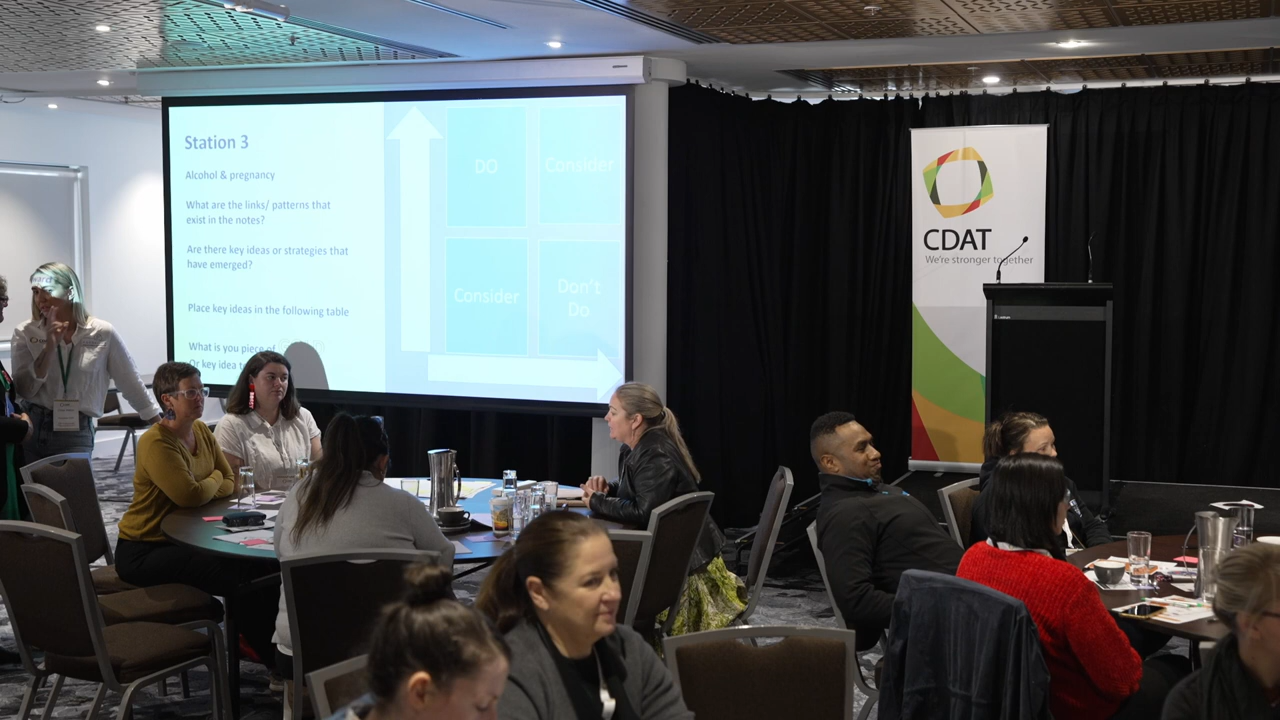 Station 3
Alcohol & pregnancy
What are the links/ patterns that
exist in the notes?
Are there key ideas or strategies that
have emerged?
Place key ideas in the following table
What is you piece of
Or key idea
DO
Consider
Consider
Don't
Do
CDAT
We're stronger together